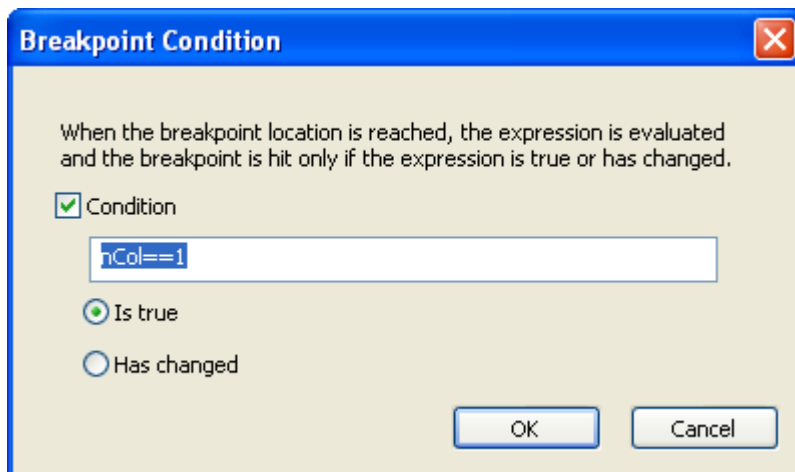 Breakpoint Condition
When the breakpoint location is reached, the expression is evaluated
and the breakpoint is hit only if the expression is true or has changed.
Condition
nCol==1
Is true
Has changed
OK Cancel